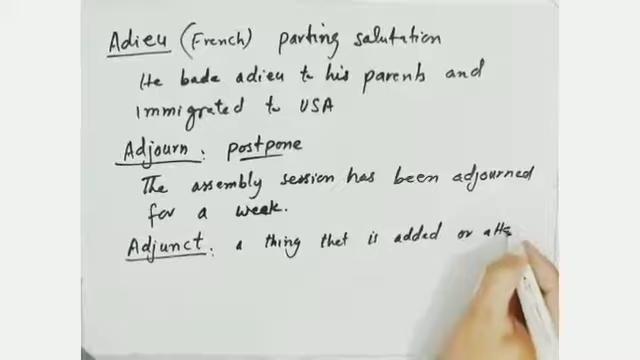 Adieu (French) parting salutation
He bade adieu to his parents and
immigrated to USA
Adjourn: postpone
The assembly session has been adjourned
for a week.
Adjunct: a thing that is added or atta